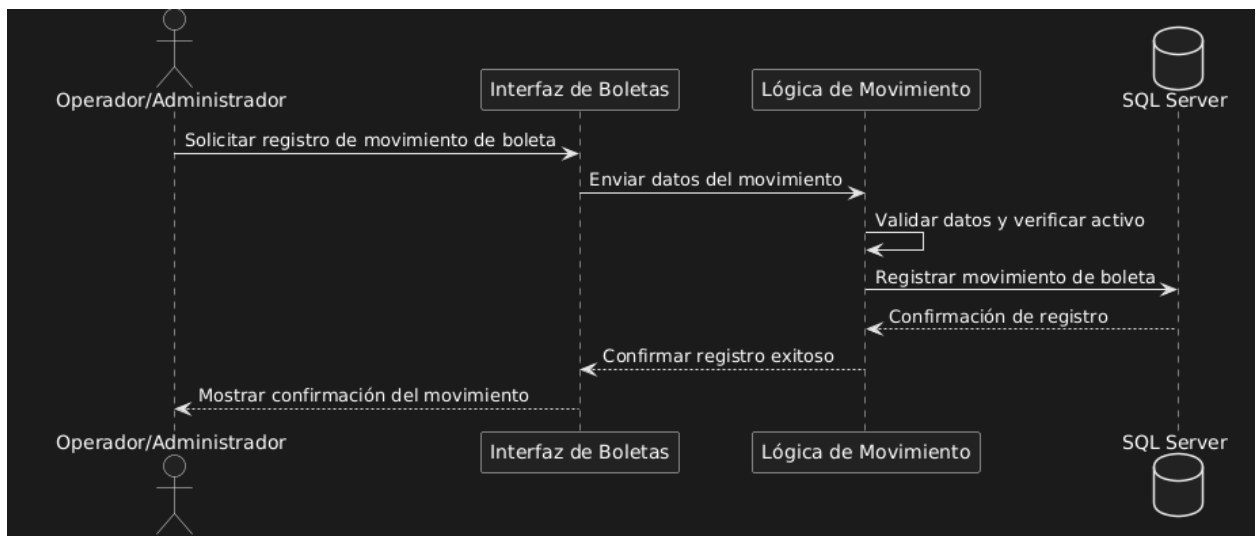 Operador/Administrador
Interfaz de Boletas
Lógica de Movimiento
SQL Server
Solicitar registro de movimiento de boleta
Enviar datos del movimiento
Validar datos y verificar activo
Registrar movimiento de boleta
Confirmación de registro
Confirmar registro exitoso
Mostrar confirmación del movimiento
Operador/Administrador
Interfaz de Boletas
Lógica de Movimiento
SQL Server